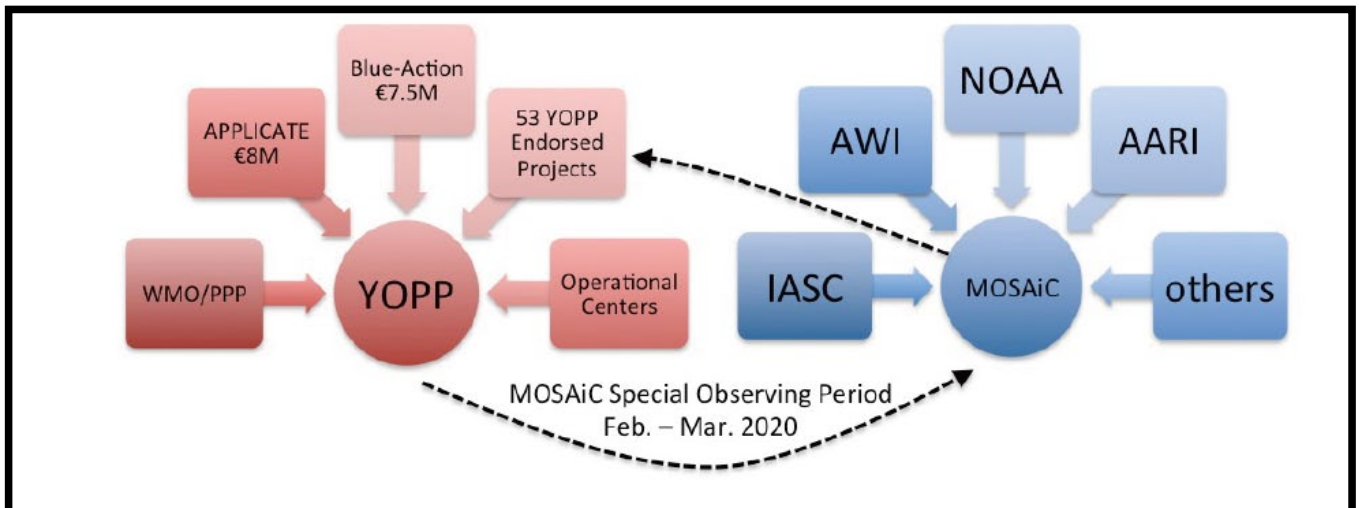 Blue-Action
€7.5M
APPLICATE
€8M
53 YOPP
Endorsed
Projects
WMO/PPP
YOPP
Operational
Centers
NOAA
AWI
AARI
IASC
MOSAiC
others
MOSAiC Special Observing Period
Feb. – Mar. 2020